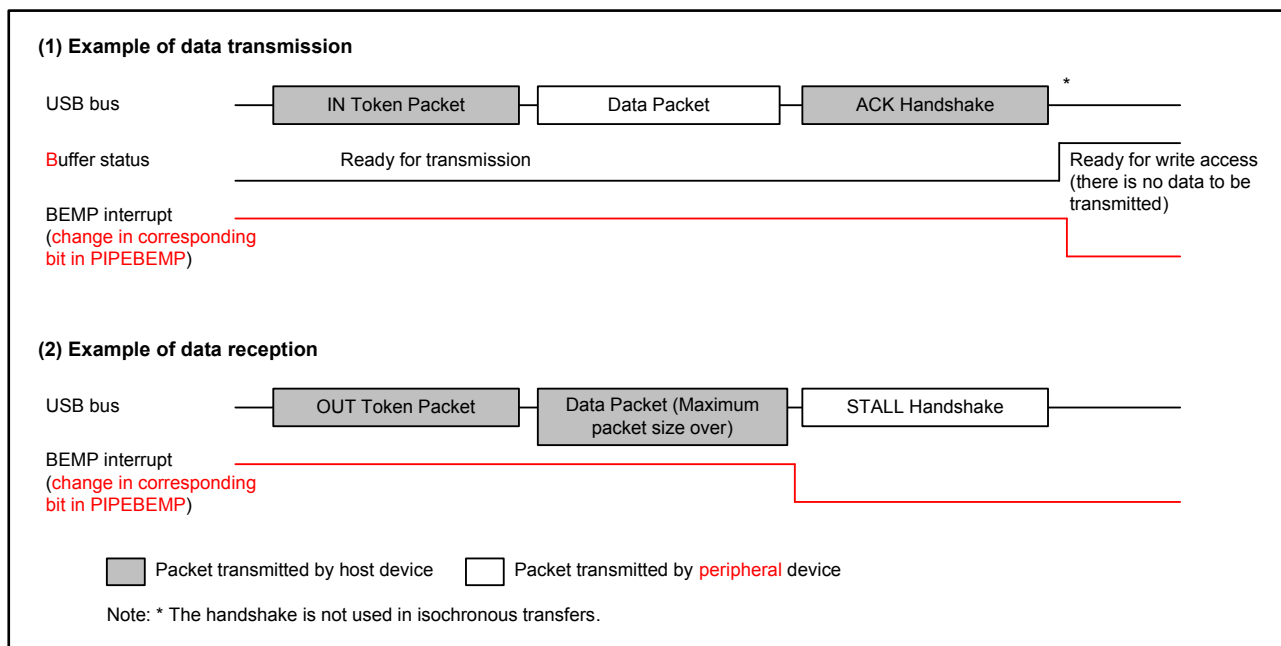 (1) Example of data transmission
*
USB bus
IN Token Packet
Data Packet
ACK Handshake
Buffer status
Ready for transmission
Ready for write access
(there is no data to be
transmitted)
BEMP interrupt
(change in corresponding
bit in PIPEBEMP)
(2) Example of data reception
USB bus
OUT Token Packet
Data Packet (Maximum
packet size over)
STALL Handshake
BEMP interrupt
(change in corresponding
bit in PIPEBEMP)
Packet transmitted by host device
Packet transmitted by peripheral device
Note: * The handshake is not used in isochronous transfers.